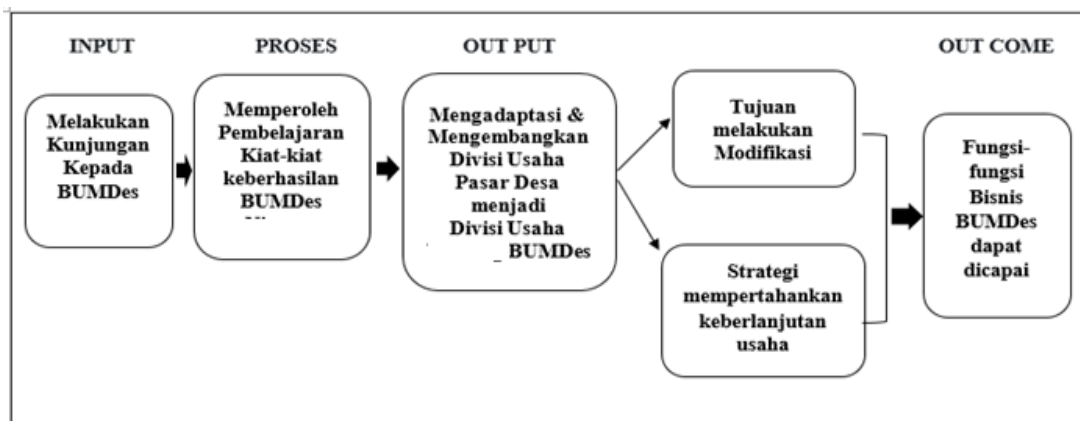 INPUT
PROSES
OUT PUT
OUT COME
Melakukan
Kunjungan
Kepada
BUMDes
Memperoleh
Pembelajaran
Kiat-kiat
keberhasilan
BUMDes
Mengadaptasi &
Mengembangkan
Divisi Usaha
Pasar Desa
menjadi
Divisi Usaha
BUMDes
Tujuan
melakukan
Modifikasi
Strategi
mempertahankan
keberlanjutan
usaha
Fungsi-
fungsi
Bisnis
BUMDes
dapat
dicapai